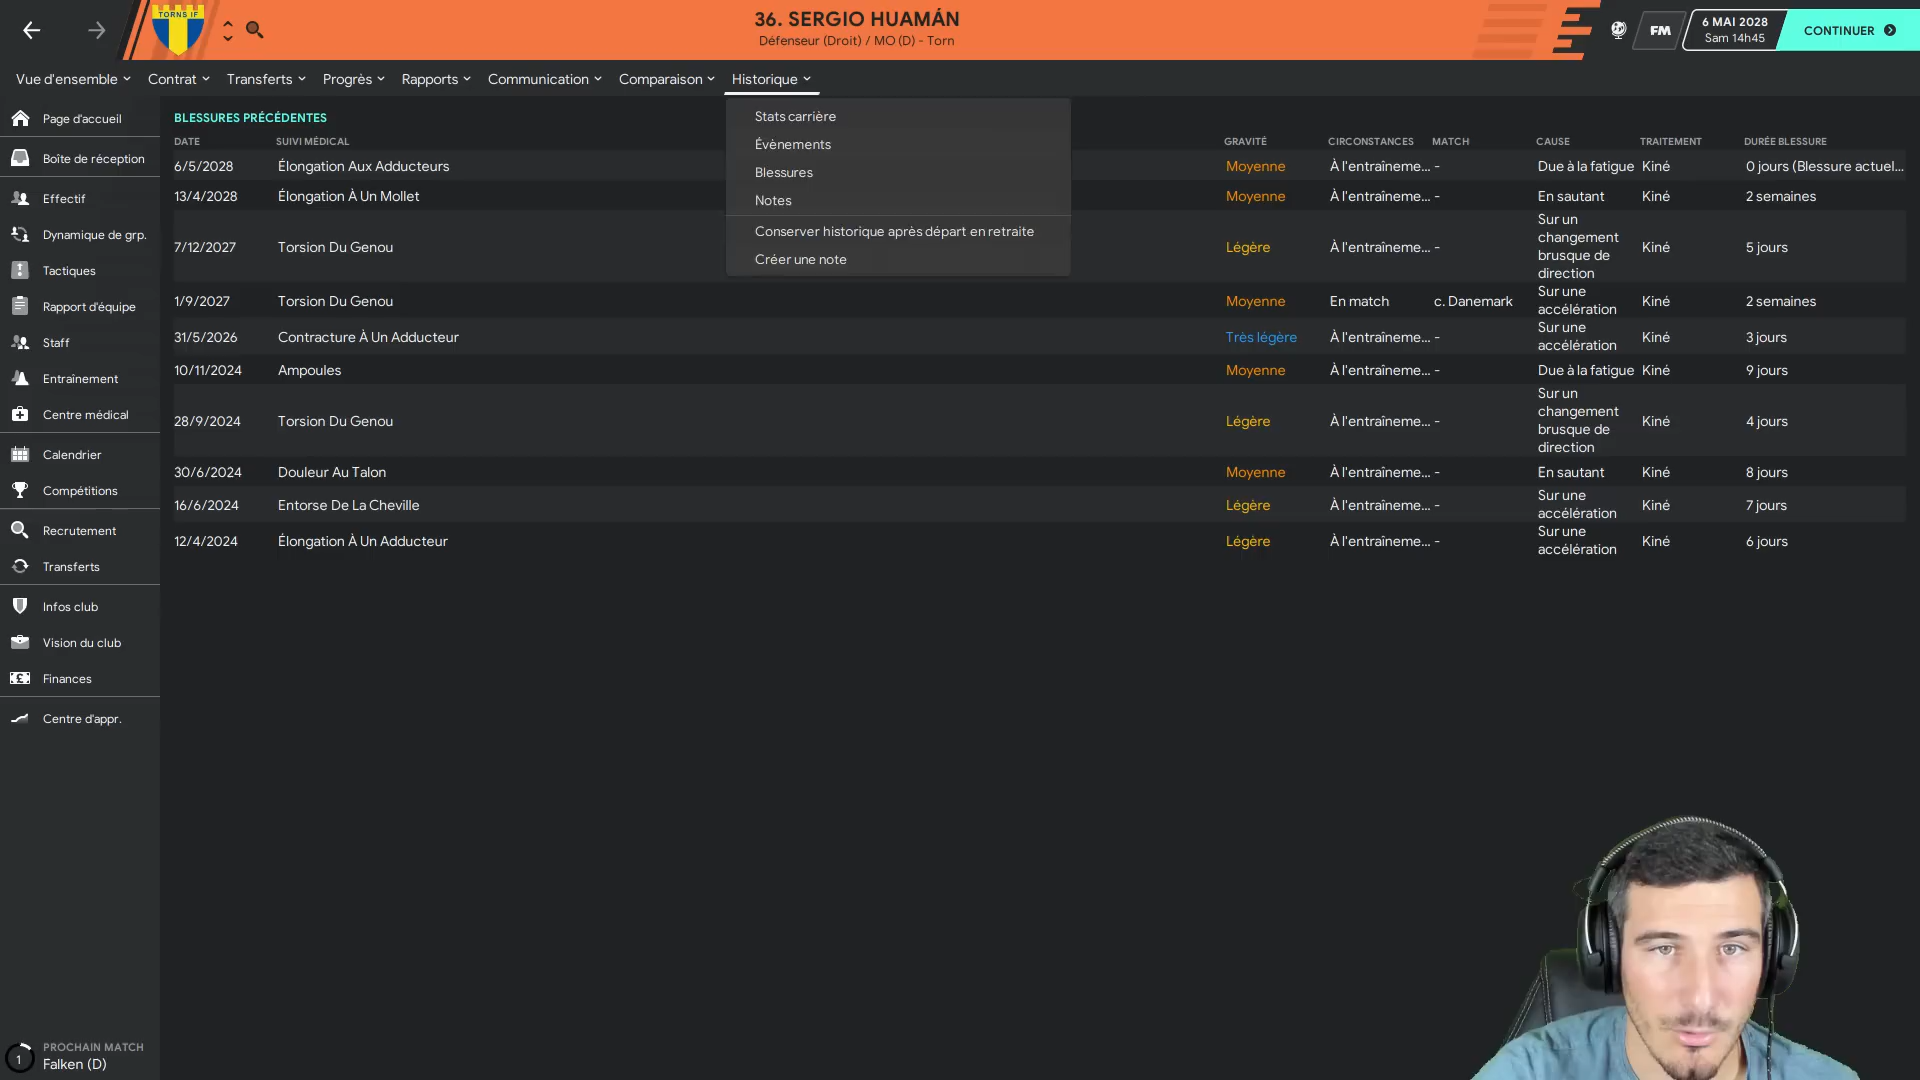 TORNS IF
36. SERGIO HUAMÁN
Défenseur (Droit) / MO (D) - Torn
FM
6 MAI 2028
Sam 14h45
CONTINUER
Vue d'ensemble
Contrat
Transferts
Progrès
Rapports
Communication
Comparaison
Historique
Page d'accueil
Boîte de réception
Effectif
Dynamique de grp.
Tactiques
Rapport d'équipe
Staff
Entraînement
Centre médical
Calendrier
Compétitions
Recrutement
Transferts
Infos club
Vision du club
Finances
Centre d'appr.
PROCHAIN MATCH
1
Falken (D)
Stats carrière
Évènements
Blessures
Notes
Conserver historique après départ en retraite
Créer une note
BLESSURES PRÉCÉDENTES
DATE SUIVI MÉDICAL GRAVITÉ CIRCONSTANCES MATCH CAUSE TRAITEMENT DURÉE BLESSURE
6/5/2028 Élongation Aux Adducteurs Moyenne À l'entraîneme... - Due à la fatigue Kiné 0 jours (Blessure actuel...
13/4/2028 Élongation À Un Mollet Moyenne À l'entraîneme... - En sautant Kiné 2 semaines
7/12/2027 Torsion Du Genou Légère À l'entraîneme... - Sur un
changement
brusque de
direction Kiné 5 jours
1/9/2027 Torsion Du Genou Moyenne En match c. Danemark Sur une
accélération Kiné 2 semaines
31/5/2026 Contracture À Un Adducteur Très légère À l'entraîneme... - Sur une
accélération Kiné 3 jours
10/11/2024 Ampoules Moyenne À l'entraîneme... - Due à la fatigue Kiné 9 jours
28/9/2024 Torsion Du Genou Légère À l'entraîneme... - Sur un
changement
brusque de
direction Kiné 4 jours
30/6/2024 Douleur Au Talon Moyenne À l'entraîneme... - En sautant Kiné 8 jours
16/6/2024 Entorse De La Cheville Légère À l'entraîneme... - Sur une
accélération Kiné 7 jours
12/4/2024 Élongation À Un Adducteur Légère À l'entraîneme... - Sur une
accélération Kiné 6 jours